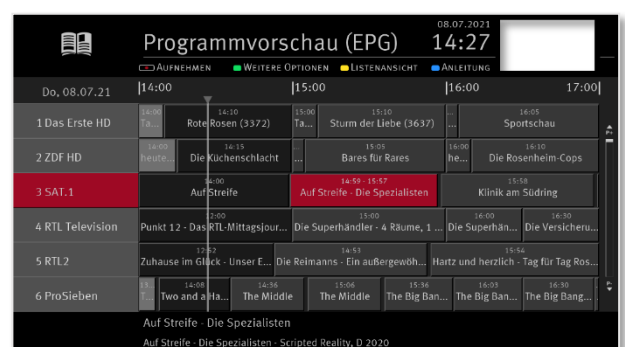 08.07.2021
Programmvorschau (EPG) 14:27
AUFNEHMEN WEITERE OPTIONEN LISTENANSICHT ANLEITUNG
Do, 08.07.21 14:00 15:00 16:00 17:00
14:00 14:10 15:00 15:10 ... 16:05
1 Das Erste HD Ta... Rote Rosen (3372) Ta... Sturm der Liebe (3637) ... Sportschau
14:00 14:15 ... 15:05 16:00 16:10
2 ZDF HD heute... Die Küchenschlacht ... Bares für Rares he... Die Rosenheim-Cops
14:00 14:59 - 15:57 15:58
3 SAT.1 Auf Streife Auf Streife - Die Spezialisten Klinik am Südring
12:00 15:00 16:00 16:30
4 RTL Television Punkt 12 - Das RTL-Mittagsjour... Die Superhändler - 4 Räume, 1 ... Die Superhän... Die Versicheru...
12:52 14:53 15:54
5 RTL2 Zuhause im Glück - Unser E... Die Reimanns - Ein außergewöh... Hartz und herzlich - Tag für Tag Ros...
13... 14:08 14:36 15:06 15:36 16:03 16:30
6 ProSieben T... Two and a Ha... The Middle The Middle The Big Ban... The Big Ban... The Big Bang...
Auf Streife - Die Spezialisten
Auf Streife - Die Spezialisten - Scripted Reality, D 2020